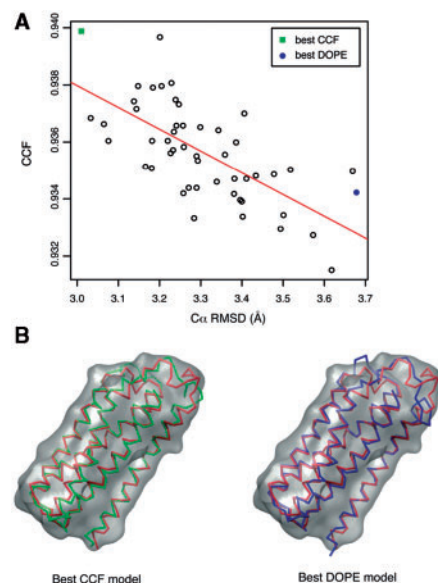 A
0.940
0.938
0.936
0.934
0.932
CCF
best CCF
best DOPE
3.0 3.1 3.2 3.3 3.4 3.5 3.6 3.7
Cα RMSD (Å)
B
Best CCF model
Best DOPE model